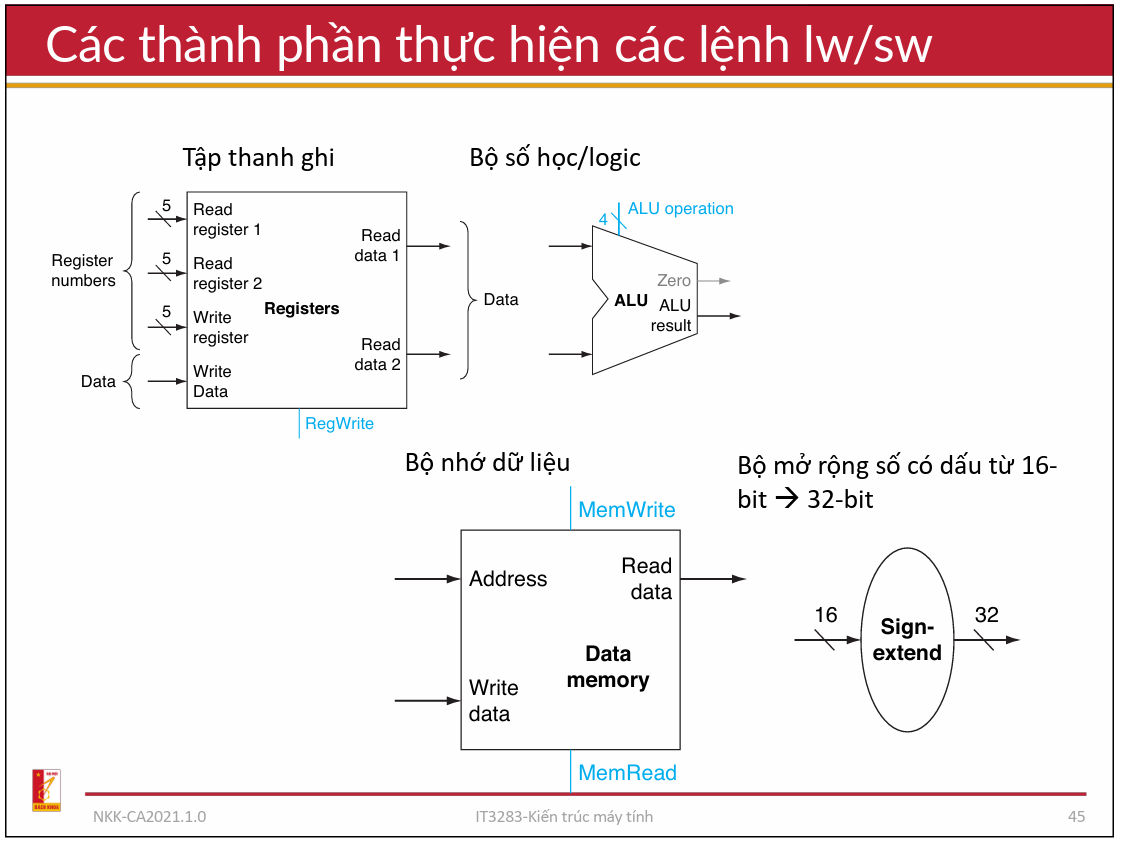 Các thành phần thực hiện các lệnh lw/sw
Tập thanh ghi
Register
numbers
Data
5
Read
register 1
5
Read
register 2
5
Write
register
Write
Data
Registers
Read
data 1
Read
data 2
RegWrite
Data
Bộ số học/logic
4
ALU operation
ALU
Zero
ALU
result
Bộ nhớ dữ liệu
MemWrite
Address
Read
data
Data
memory
Write
data
MemRead
Bộ mở rộng số có dấu từ 16-
bit → 32-bit
16
Sign-
extend
32
ĐẠI HỌC
BÁCH KHOA
NKK-CA2021.1.0
IT3283-Kiến trúc máy tính
45